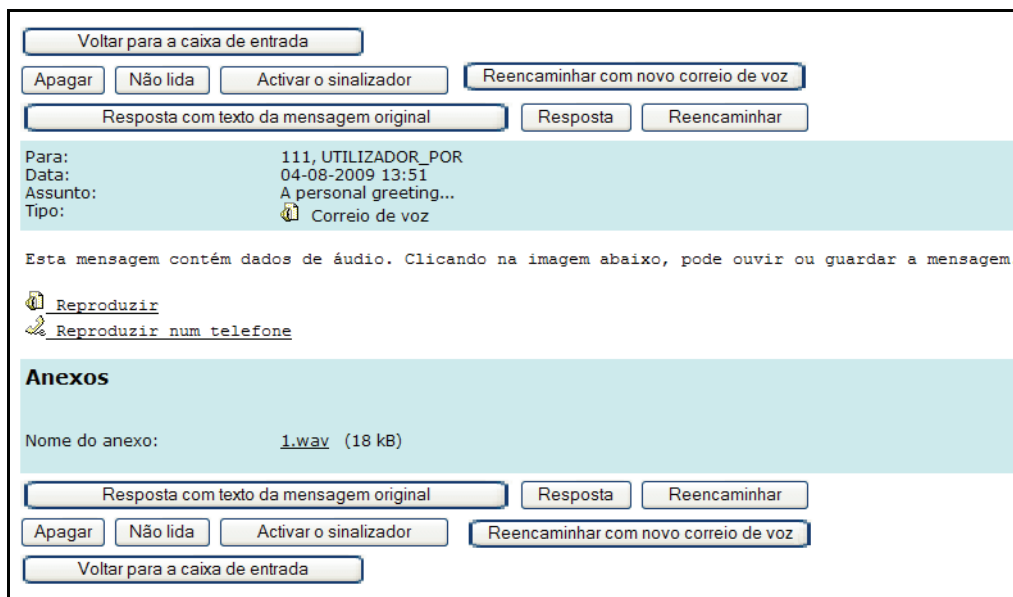 Voltar para a caixa de entrada
Apagar Não lida Activar o sinalizador Reencaminhar com novo correio de voz
Resposta com texto da mensagem original Resposta Reencaminhar
Para: 111, UTILIZADOR_POR
Data: 04-08-2009 13:51
Assunto: A personal greeting...
Tipo: Correio de voz
Esta mensagem contém dados de áudio. Clicando na imagem abaixo, pode ouvir ou guardar a mensagem
Reproduzir
Reproduzir num telefone
Anexos
Nome do anexo: 1.wav (18 kB)
Resposta com texto da mensagem original Resposta Reencaminhar
Apagar Não lida Activar o sinalizador Reencaminhar com novo correio de voz
Voltar para a caixa de entrada